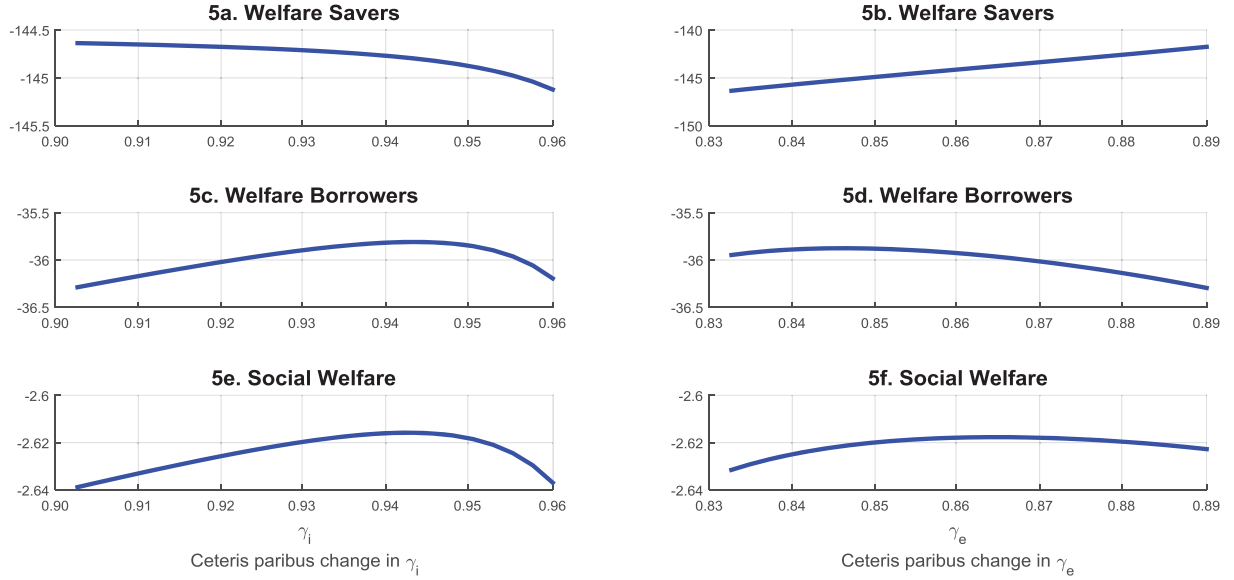 5a. Welfare Savers
-144.5
-145
-145.5
0.90 0.91 0.92 0.93 0.94 0.95 0.96
5b. Welfare Savers
-140
-145
-150
0.83 0.84 0.85 0.86 0.87 0.88 0.89
5c. Welfare Borrowers
-35.5
-36
-36.5
0.90 0.91 0.92 0.93 0.94 0.95 0.96
5d. Welfare Borrowers
-35.5
-36
-36.5
0.83 0.84 0.85 0.86 0.87 0.88 0.89
5e. Social Welfare
-2.6
-2.62
-2.64
0.90 0.91 0.92 0.93 0.94 0.95 0.96
γi
Ceteris paribus change in γi
5f. Social Welfare
-2.6
-2.62
-2.64
0.83 0.84 0.85 0.86 0.87 0.88 0.89
γe
Ceteris paribus change in γe